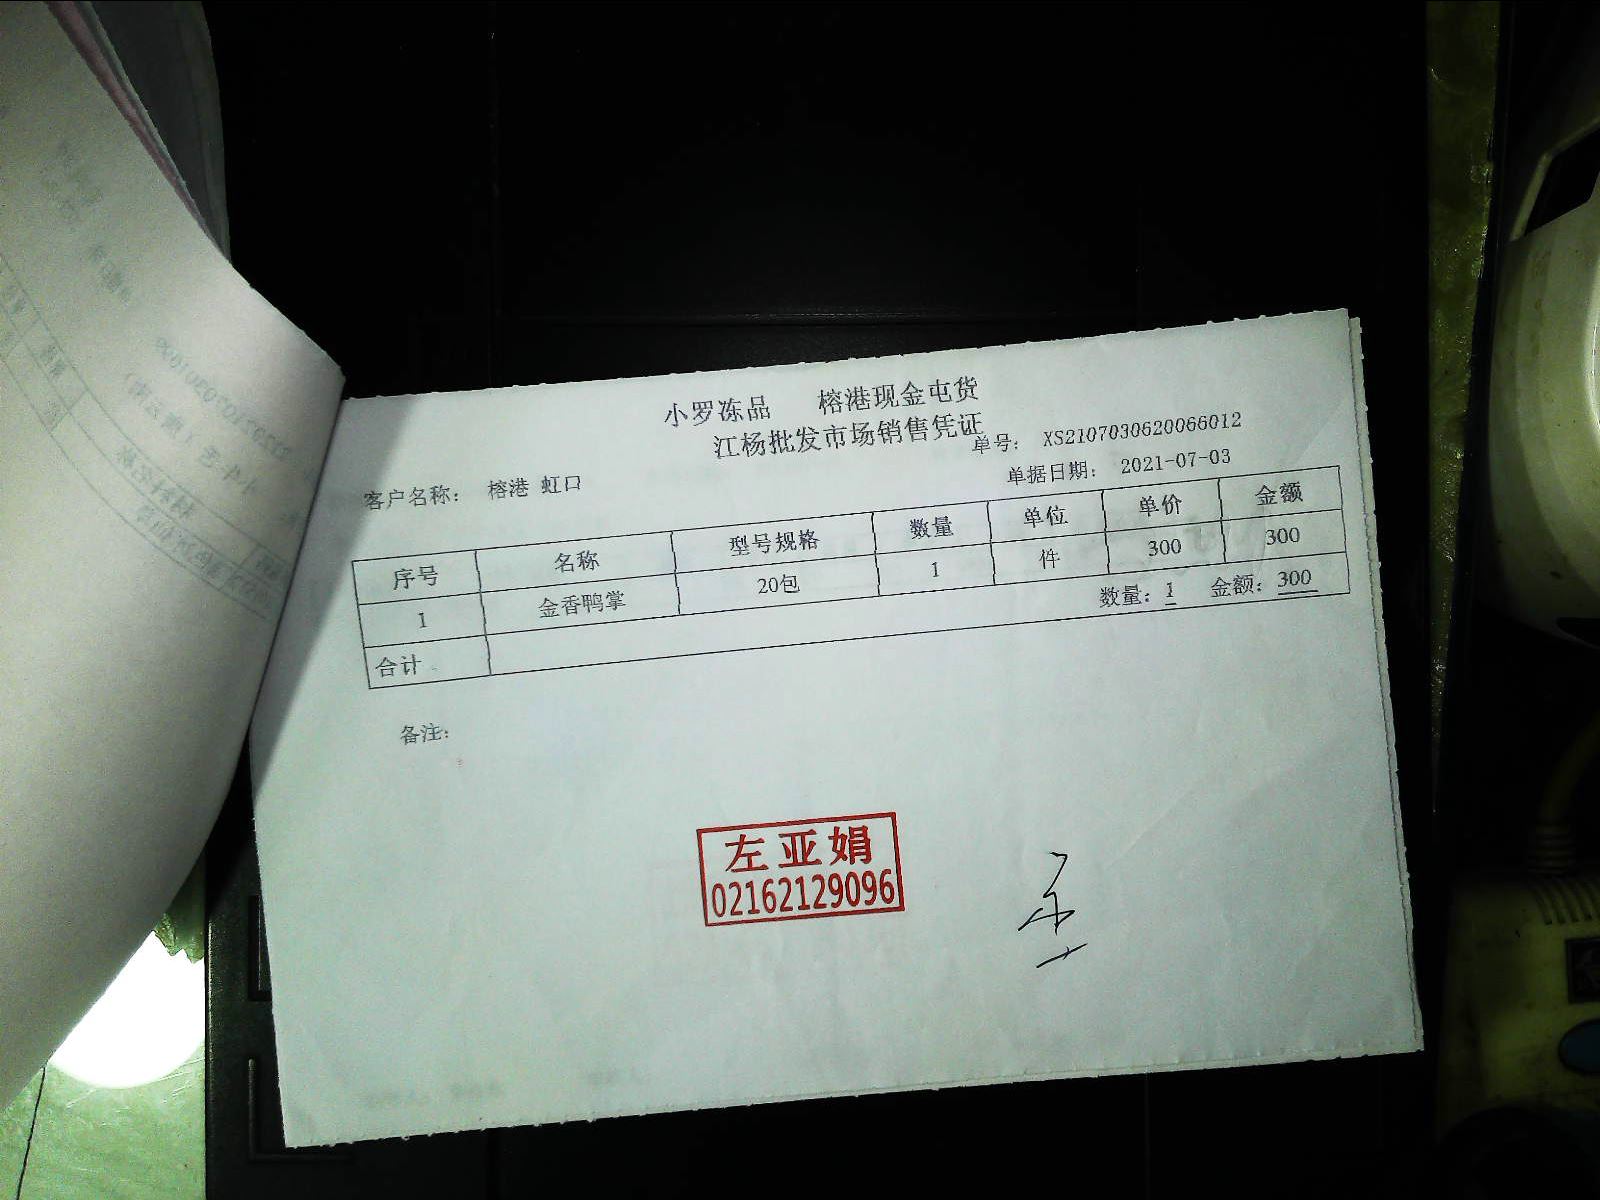 小罗冻品 榕港现金屯货
江杨批发市场销售凭证
单号： XS2107030620066012
客户名称： 榕港 虹口
单据日期： 2021-07-03
序号 名称 型号规格 数量 单位 单价 金额
1 金香鸭掌 20包 1 件 300 300
合计 数量：1 金额：300
备注：
左亚娟
02162129096